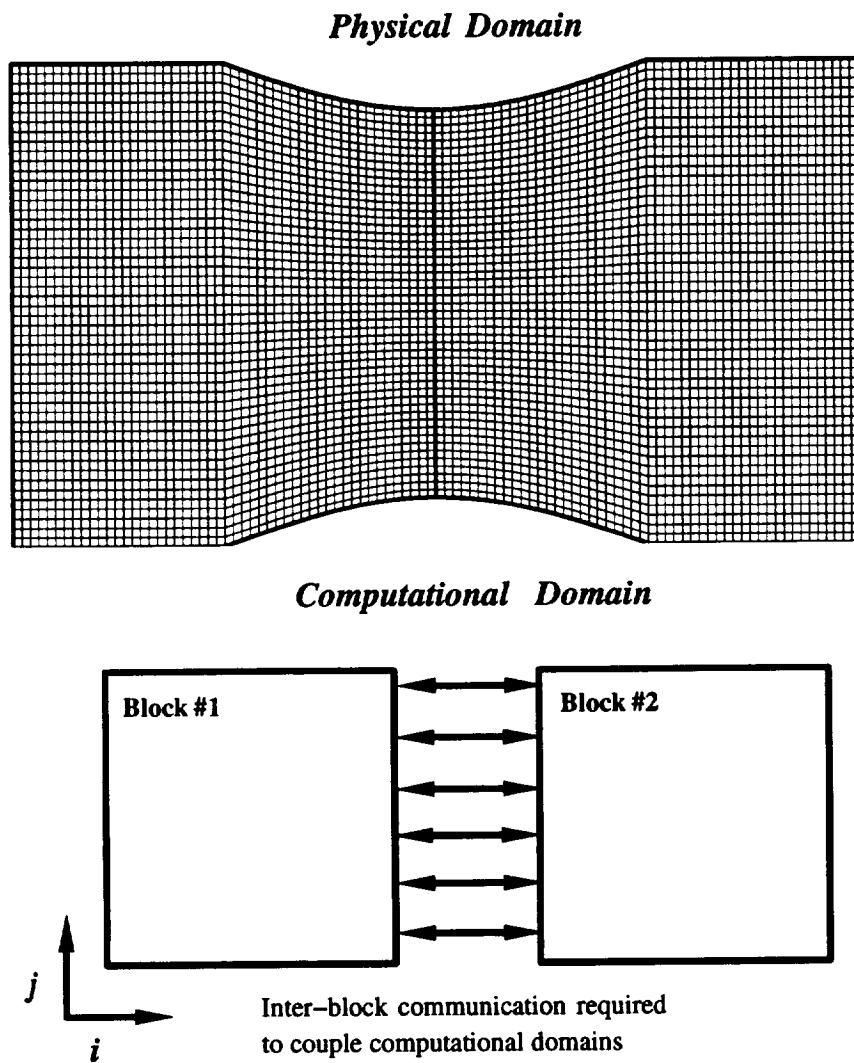 Physical Domain
Computational Domain
Block #1
Block #2
j
i
Inter–block communication required
to couple computational domains